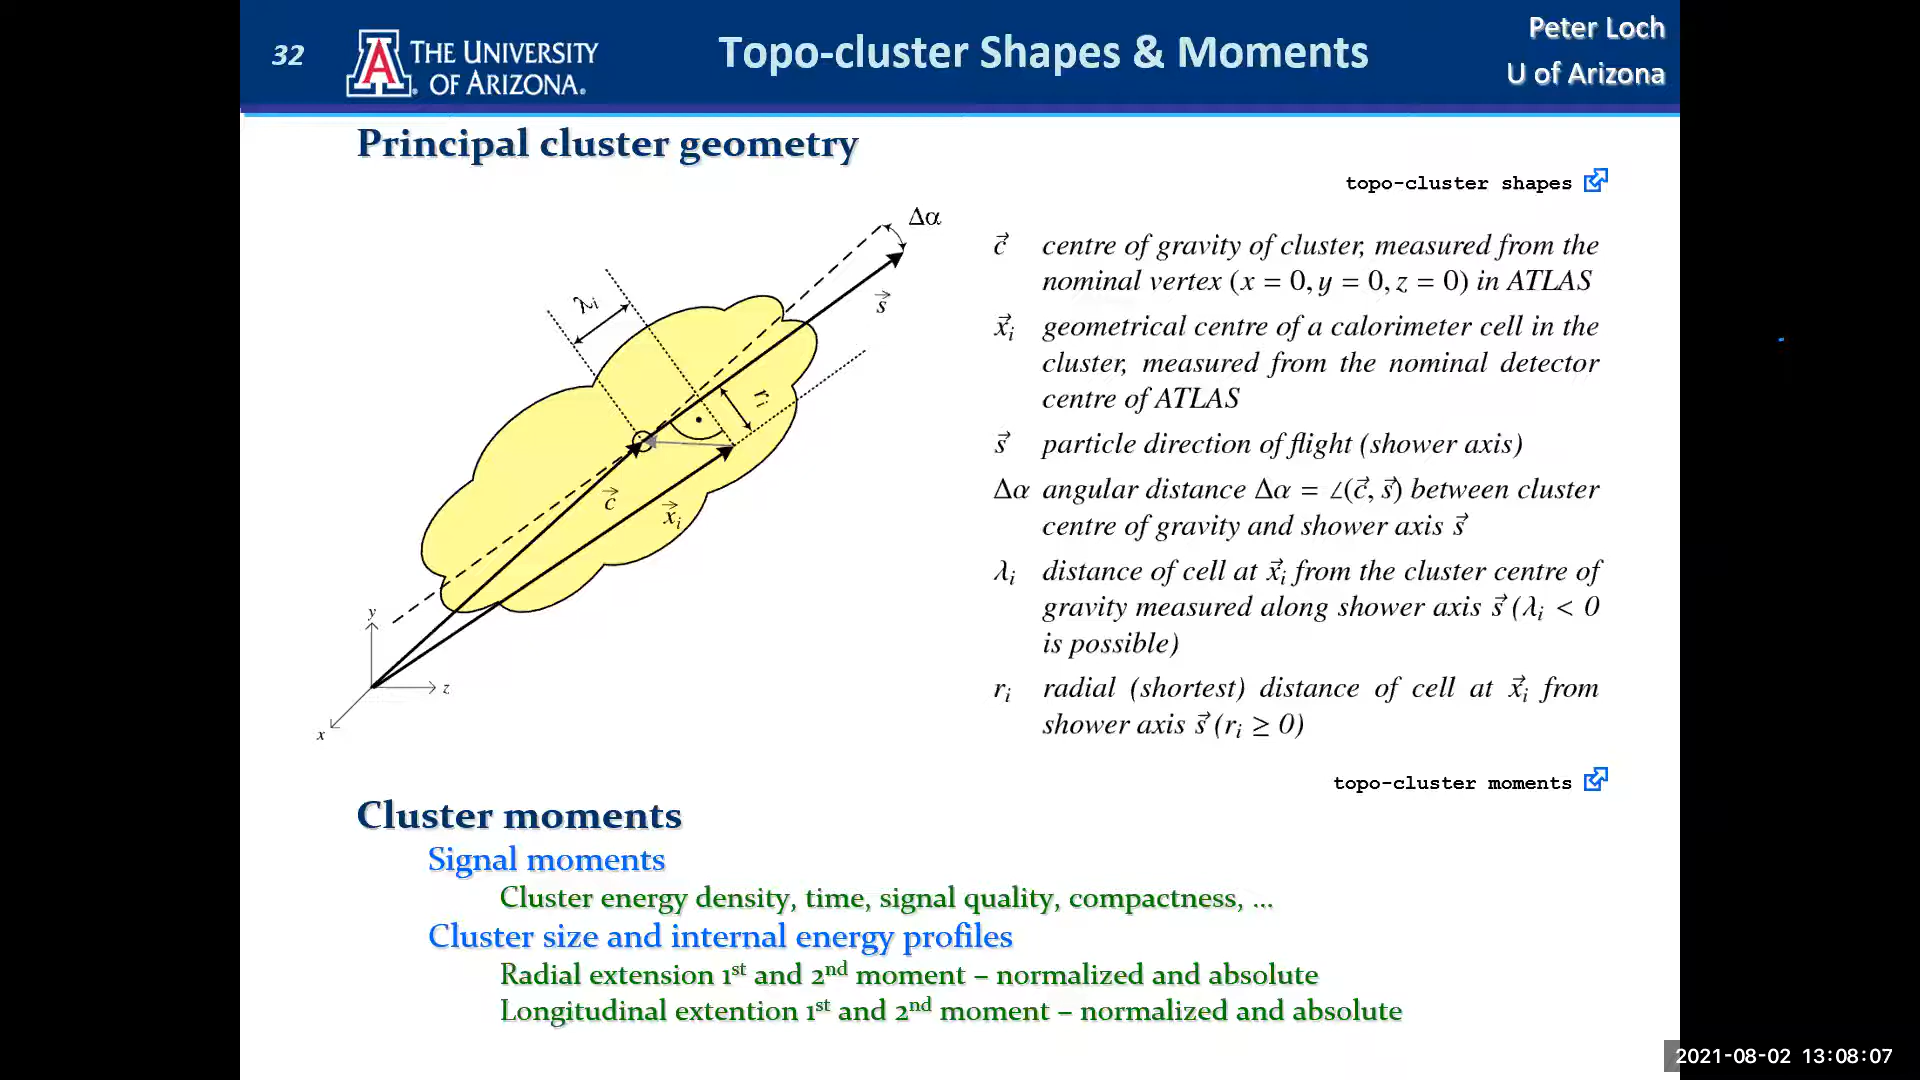 32
THE UNIVERSITY
OF ARIZONA.
Topo-cluster Shapes & Moments
Peter Loch
U of Arizona
Principal cluster geometry
topo-cluster shapes
Δα
s⃗
λi
ri
c⃗
x⃗i
y
z
x
c⃗ centre of gravity of cluster, measured from the
nominal vertex (x = 0, y = 0, z = 0) in ATLAS
x⃗i geometrical centre of a calorimeter cell in the
cluster, measured from the nominal detector
centre of ATLAS
s⃗ particle direction of flight (shower axis)
Δα angular distance Δα = ∠(c⃗, s⃗) between cluster
centre of gravity and shower axis s⃗
λi distance of cell at x⃗i from the cluster centre of
gravity measured along shower axis s⃗ (λi < 0
is possible)
ri radial (shortest) distance of cell at x⃗i from
shower axis s⃗ (ri ≥ 0)
topo-cluster moments
Cluster moments
Signal moments
Cluster energy density, time, signal quality, compactness, ...
Cluster size and internal energy profiles
Radial extension 1st and 2nd moment – normalized and absolute
Longitudinal extention 1st and 2nd moment – normalized and absolute
2021-08-02 13:08:07